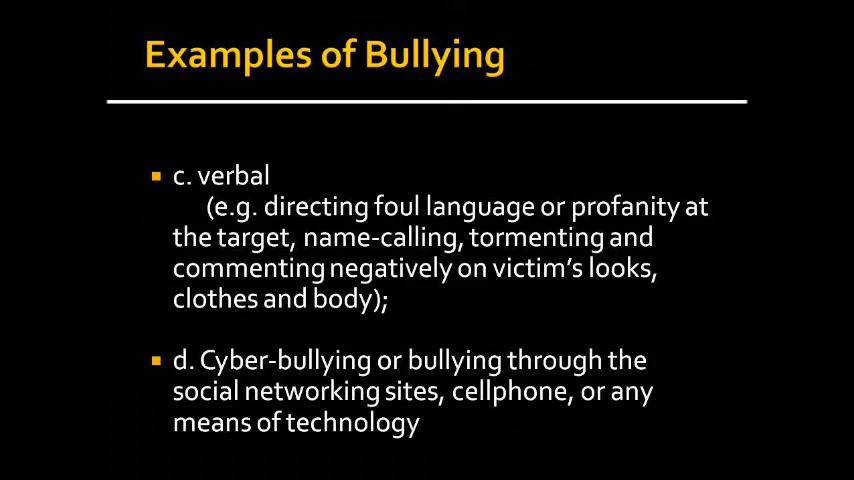 Examples of Bullying
c. verbal
(e.g. directing foul language or profanity at
the target, name-calling, tormenting and
commenting negatively on victim's looks,
clothes and body);
d. Cyber-bullying or bullying through the
social networking sites, cellphone, or any
means of technology